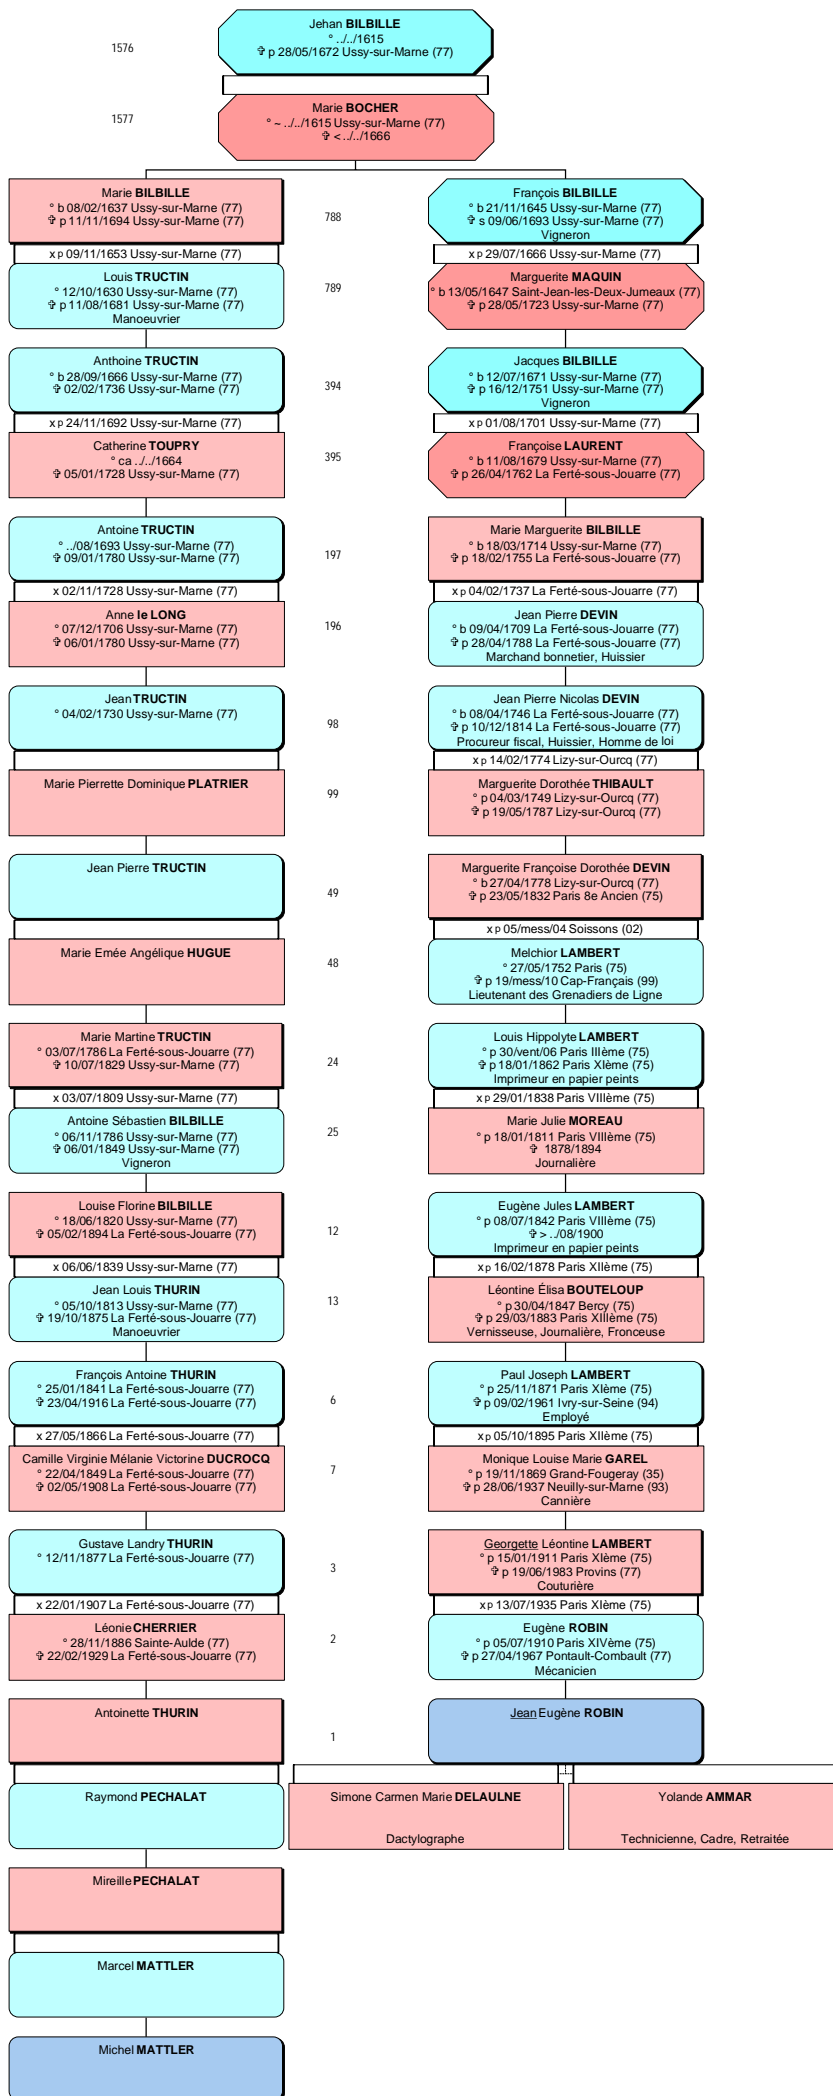 1576
Jehan BILBILLE
° ../../1615
✞ p 28/05/1672 Ussy-sur-Marne (77)
1577
Marie BOCHER
° ~ ../../1615 Ussy-sur-Marne (77)
✞ < ../../1666
Marie BILBILLE
° b 08/02/1637 Ussy-sur-Marne (77)
✞ p 11/11/1694 Ussy-sur-Marne (77)
x p 09/11/1653 Ussy-sur-Marne (77)
Louis TRUCTIN
° 12/10/1630 Ussy-sur-Marne (77)
✞ p 11/08/1681 Ussy-sur-Marne (77)
Manoeuvrier
788
789
François BILBILLE
° b 21/11/1645 Ussy-sur-Marne (77)
✞ s 09/06/1693 Ussy-sur-Marne (77)
Vigneron
x p 29/07/1666 Ussy-sur-Marne (77)
Marguerite MAQUIN
° b 13/05/1647 Saint-Jean-les-Deux-Jumeaux (77)
✞ p 28/05/1723 Ussy-sur-Marne (77)
Anthoine TRUCTIN
° b 28/09/1666 Ussy-sur-Marne (77)
✞ 02/02/1736 Ussy-sur-Marne (77)
x p 24/11/1692 Ussy-sur-Marne (77)
Catherine TOUPRY
° ca ../../1664
✞ 05/01/1728 Ussy-sur-Marne (77)
394
395
Jacques BILBILLE
° b 12/07/1671 Ussy-sur-Marne (77)
✞ p 16/12/1751 Ussy-sur-Marne (77)
Vigneron
x p 01/08/1701 Ussy-sur-Marne (77)
Françoise LAURENT
° b 11/08/1679 Ussy-sur-Marne (77)
✞ p 26/04/1762 La Ferté-sous-Jouarre (77)
Antoine TRUCTIN
° ../08/1693 Ussy-sur-Marne (77)
✞ 09/01/1780 Ussy-sur-Marne (77)
x 02/11/1728 Ussy-sur-Marne (77)
Anne le LONG
° 07/12/1706 Ussy-sur-Marne (77)
✞ 06/01/1780 Ussy-sur-Marne (77)
197
196
Marie Marguerite BILBILLE
° b 18/03/1714 Ussy-sur-Marne (77)
✞ p 18/02/1755 La Ferté-sous-Jouarre (77)
x p 04/02/1737 La Ferté-sous-Jouarre (77)
Jean Pierre DEVIN
° b 09/04/1709 La Ferté-sous-Jouarre (77)
✞ p 28/04/1788 La Ferté-sous-Jouarre (77)
Marchand bonnetier, Huissier
Jean TRUCTIN
° 04/02/1730 Ussy-sur-Marne (77)
Marie Pierrette Dominique PLATRIER
98
99
Jean Pierre Nicolas DEVIN
° b 08/04/1746 La Ferté-sous-Jouarre (77)
✞ p 10/12/1814 La Ferté-sous-Jouarre (77)
Procureur fiscal, Huissier, Homme de loi
x p 14/02/1774 Lizy-sur-Ourcq (77)
Marguerite Dorothée THIBAULT
° p 04/03/1749 Lizy-sur-Ourcq (77)
✞ p 19/05/1787 Lizy-sur-Ourcq (77)
Jean Pierre TRUCTIN
Marie Emée Angélique HUGUE
49
48
Marguerite Françoise Dorothée DEVIN
° b 27/04/1778 Lizy-sur-Ourcq (77)
✞ p 23/05/1832 Paris 8e Ancien (75)
x p 05/mess/04 Soissons (02)
Melchior LAMBERT
° 27/05/1752 Paris (75)
✞ p 19/mess/10 Cap-Français (99)
Lieutenant des Grenadiers de Ligne
Marie Martine TRUCTIN
° 03/07/1786 La Ferté-sous-Jouarre (77)
✞ 10/07/1829 Ussy-sur-Marne (77)
x 03/07/1809 Ussy-sur-Marne (77)
Antoine Sébastien BILBILLE
° 06/11/1786 Ussy-sur-Marne (77)
✞ 06/01/1849 Ussy-sur-Marne (77)
Vigneron
24
25
Louis Hippolyte LAMBERT
° p 30/vent/06 Paris IIIème (75)
✞ p 18/01/1862 Paris XIème (75)
Imprimeur en papier peints
x p 29/01/1838 Paris VIIIème (75)
Marie Julie MOREAU
° p 18/01/1811 Paris VIIIème (75)
✞ 1878/1894
Journalière
Louise Florine BILBILLE
° 18/06/1820 Ussy-sur-Marne (77)
✞ 05/02/1894 La Ferté-sous-Jouarre (77)
x 06/06/1839 Ussy-sur-Marne (77)
Jean Louis THURIN
° 05/10/1813 Ussy-sur-Marne (77)
✞ 19/10/1875 La Ferté-sous-Jouarre (77)
Manoeuvrier
12
13
Eugène Jules LAMBERT
° p 08/07/1842 Paris VIIIème (75)
✞ > ../08/1900
Imprimeur en papier peints
x p 16/02/1878 Paris XIIème (75)
Léontine Élisa BOUTELOUP
° p 30/04/1847 Bercy (75)
✞ p 29/03/1883 Paris XIIIème (75)
Vernisseuse, Journalière, Fronceuse
François Antoine THURIN
° 25/01/1841 La Ferté-sous-Jouarre (77)
✞ 23/04/1916 La Ferté-sous-Jouarre (77)
x 27/05/1866 La Ferté-sous-Jouarre (77)
Camille Virginie Mélanie Victorine DUCROCQ
° 22/04/1849 La Ferté-sous-Jouarre (77)
✞ 02/05/1908 La Ferté-sous-Jouarre (77)
6
7
Paul Joseph LAMBERT
° p 25/11/1871 Paris XIème (75)
✞ p 09/02/1961 Ivry-sur-Seine (94)
Employé
x p 05/10/1895 Paris XIIème (75)
Monique Louise Marie GAREL
° p 19/11/1869 Grand-Fougeray (35)
✞ p 28/06/1937 Neuilly-sur-Marne (93)
Cannière
Gustave Landry THURIN
° 12/11/1877 La Ferté-sous-Jouarre (77)
x 22/01/1907 La Ferté-sous-Jouarre (77)
Léonie CHERRIER
° 28/11/1886 Sainte-Aulde (77)
✞ 22/02/1929 La Ferté-sous-Jouarre (77)
3
2
Georgette Léontine LAMBERT
° p 15/01/1911 Paris XIème (75)
✞ p 19/06/1983 Provins (77)
Couturière
x p 13/07/1935 Paris XIème (75)
Eugène ROBIN
° p 05/07/1910 Paris XIVème (75)
✞ p 27/04/1967 Pontault-Combault (77)
Mécanicien
Antoinette THURIN
1
Jean Eugène ROBIN
Raymond PECHALAT
Simone Carmen Marie DELAULNE
Dactylographe
Yolande AMMAR
Technicienne, Cadre, Retraitée
Mireille PECHALAT
Marcel MATTLER
Michel MATTLER